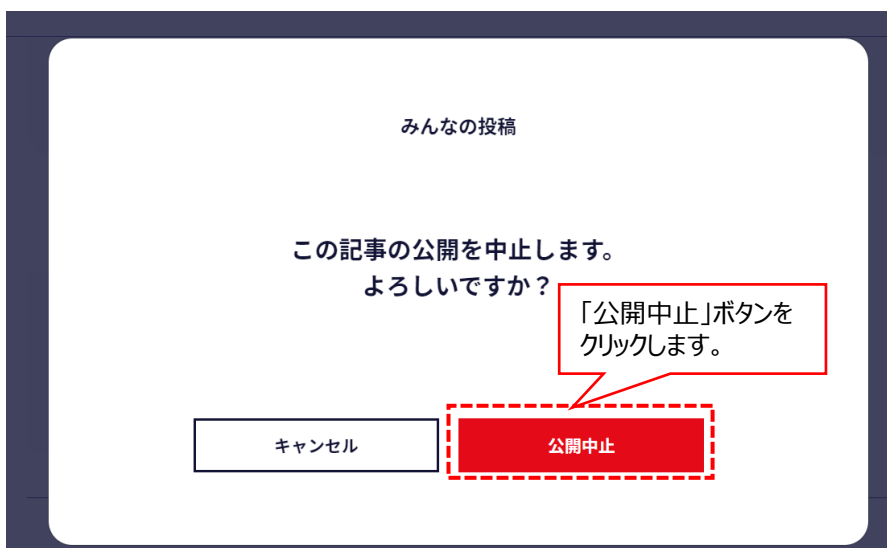 みんなの投稿
この記事の公開を中止します。
よろしいですか？
「公開中止」ボタンを
クリックします。
キャンセル
公開中止